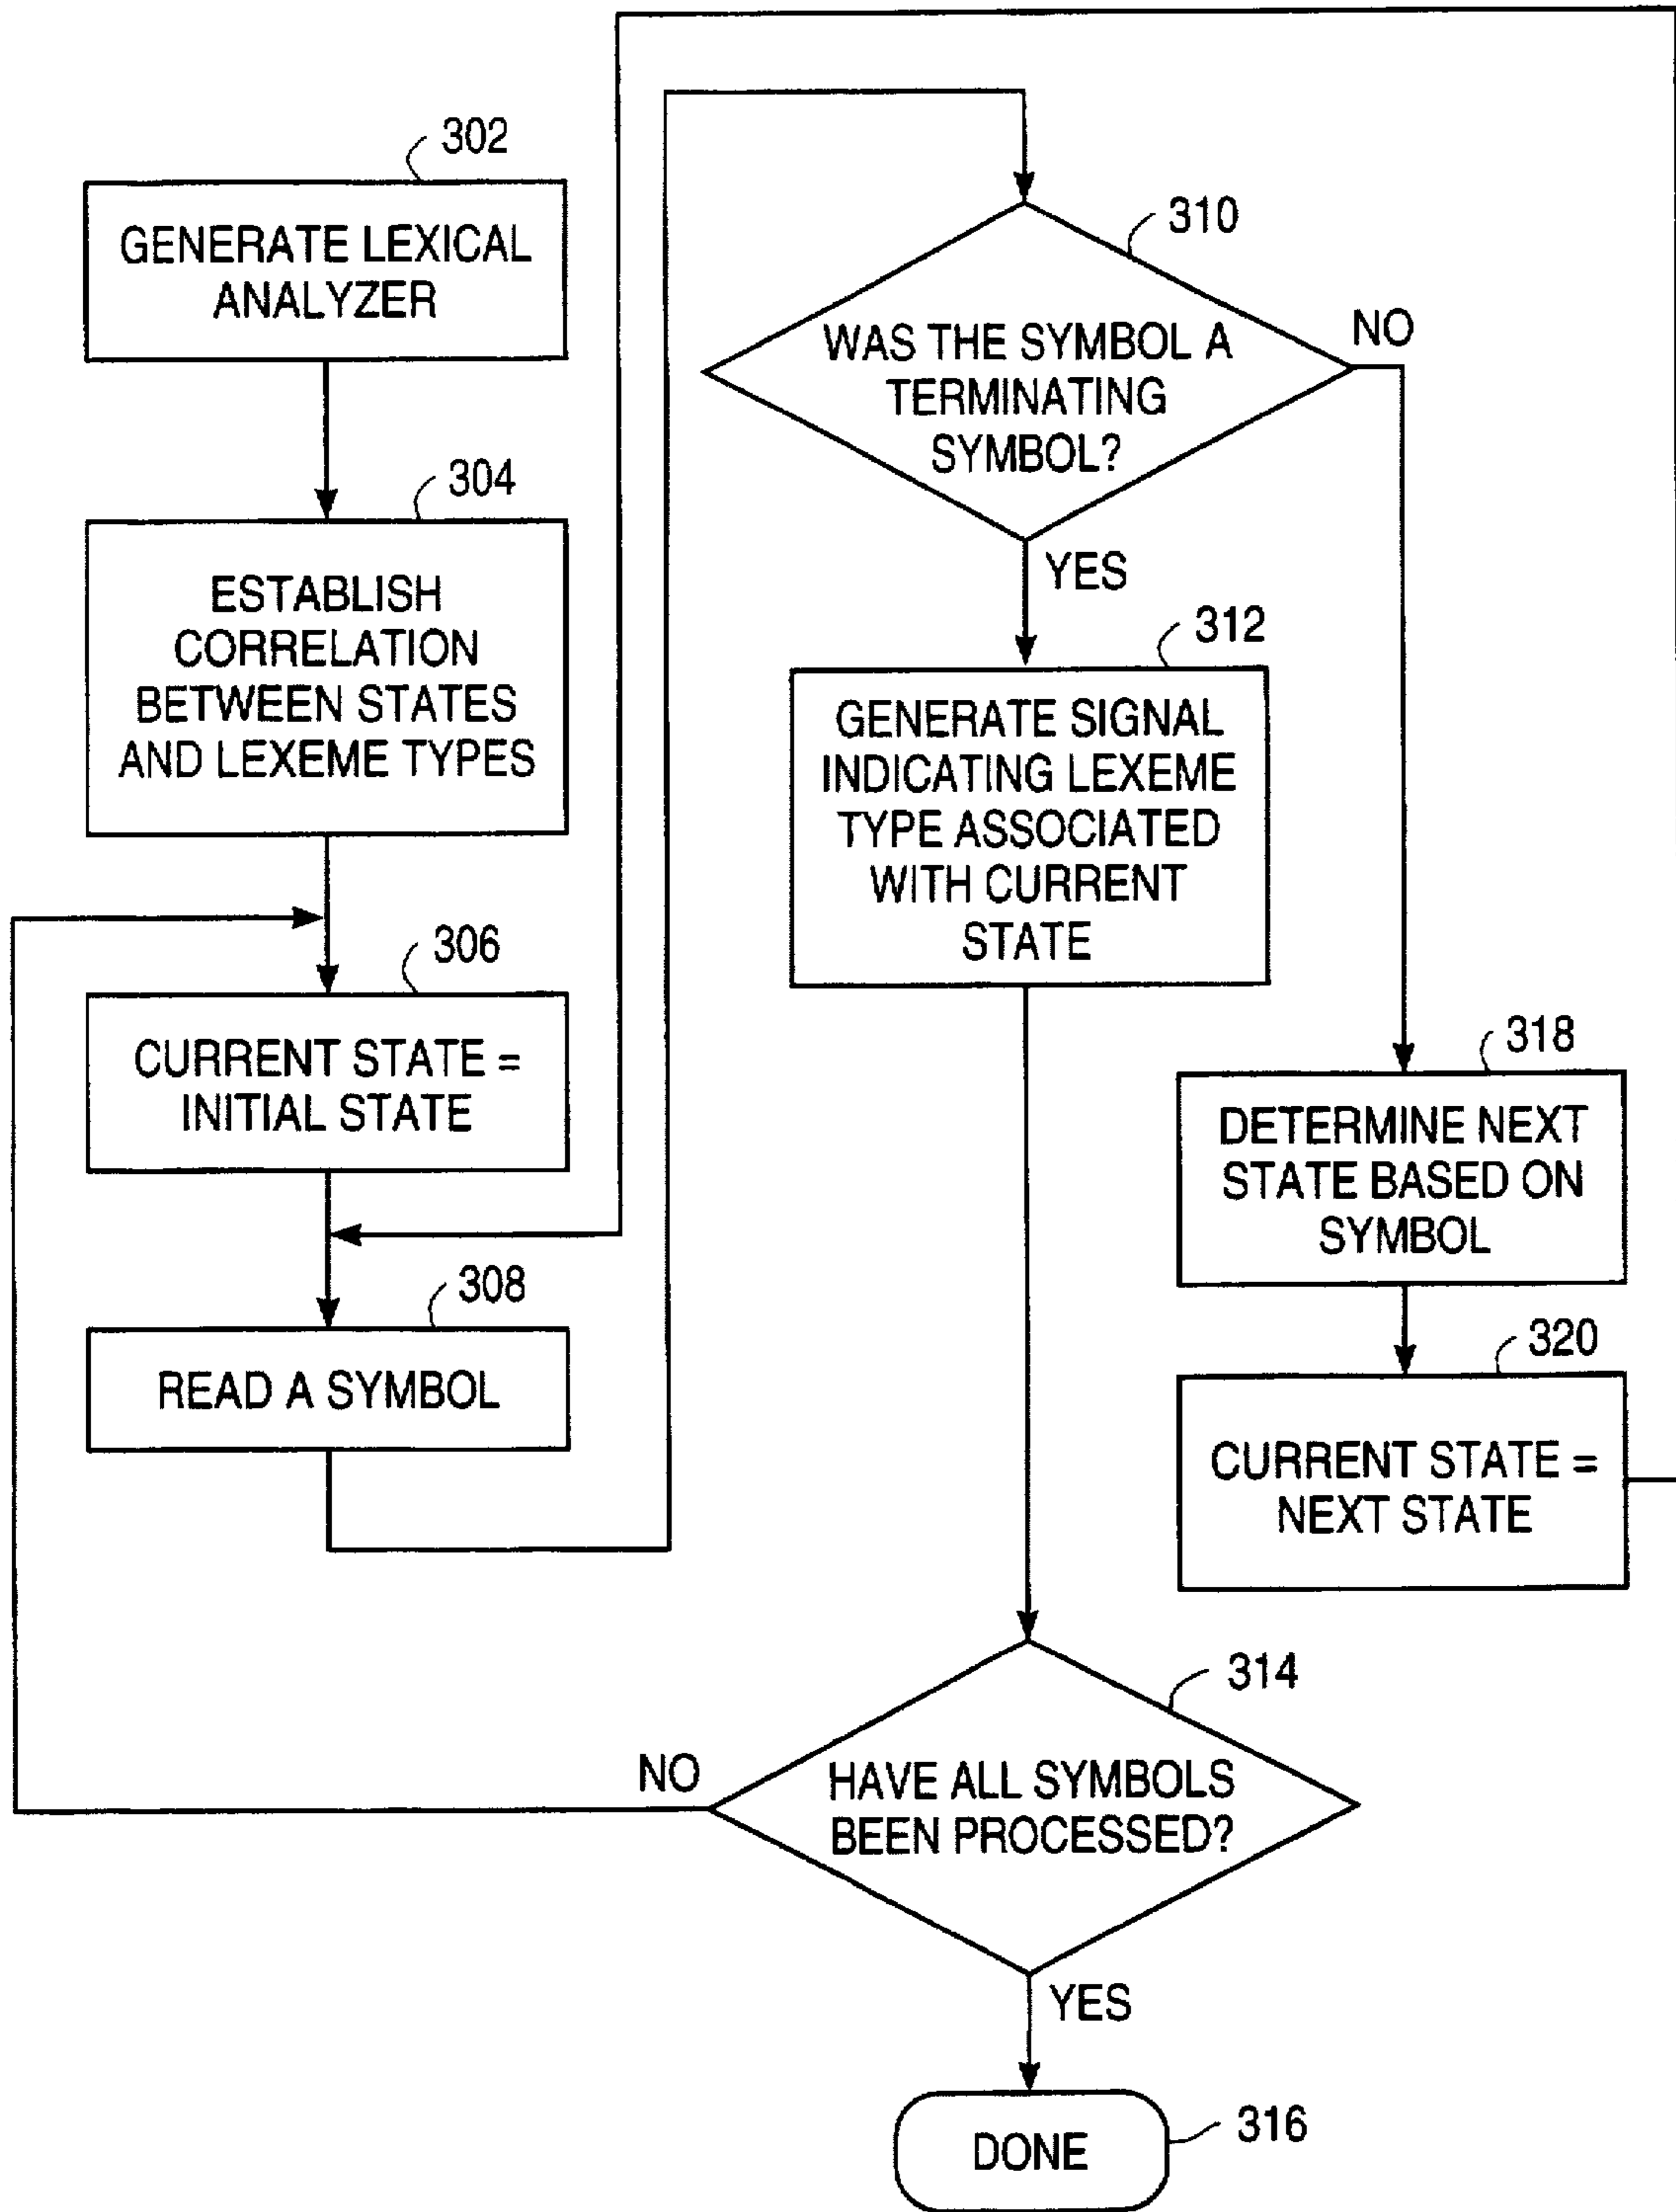 302
GENERATE LEXICAL
ANALYZER
304
ESTABLISH
CORRELATION
BETWEEN STATES
AND LEXEME TYPES
306
CURRENT STATE =
INITIAL STATE
308
READ A SYMBOL
310
WAS THE SYMBOL A
TERMINATING
SYMBOL?
NO
YES
312
GENERATE SIGNAL
INDICATING LEXEME
TYPE ASSOCIATED
WITH CURRENT
STATE
318
DETERMINE NEXT
STATE BASED ON
SYMBOL
320
CURRENT STATE =
NEXT STATE
314
HAVE ALL SYMBOLS
BEEN PROCESSED?
NO
YES
316
DONE